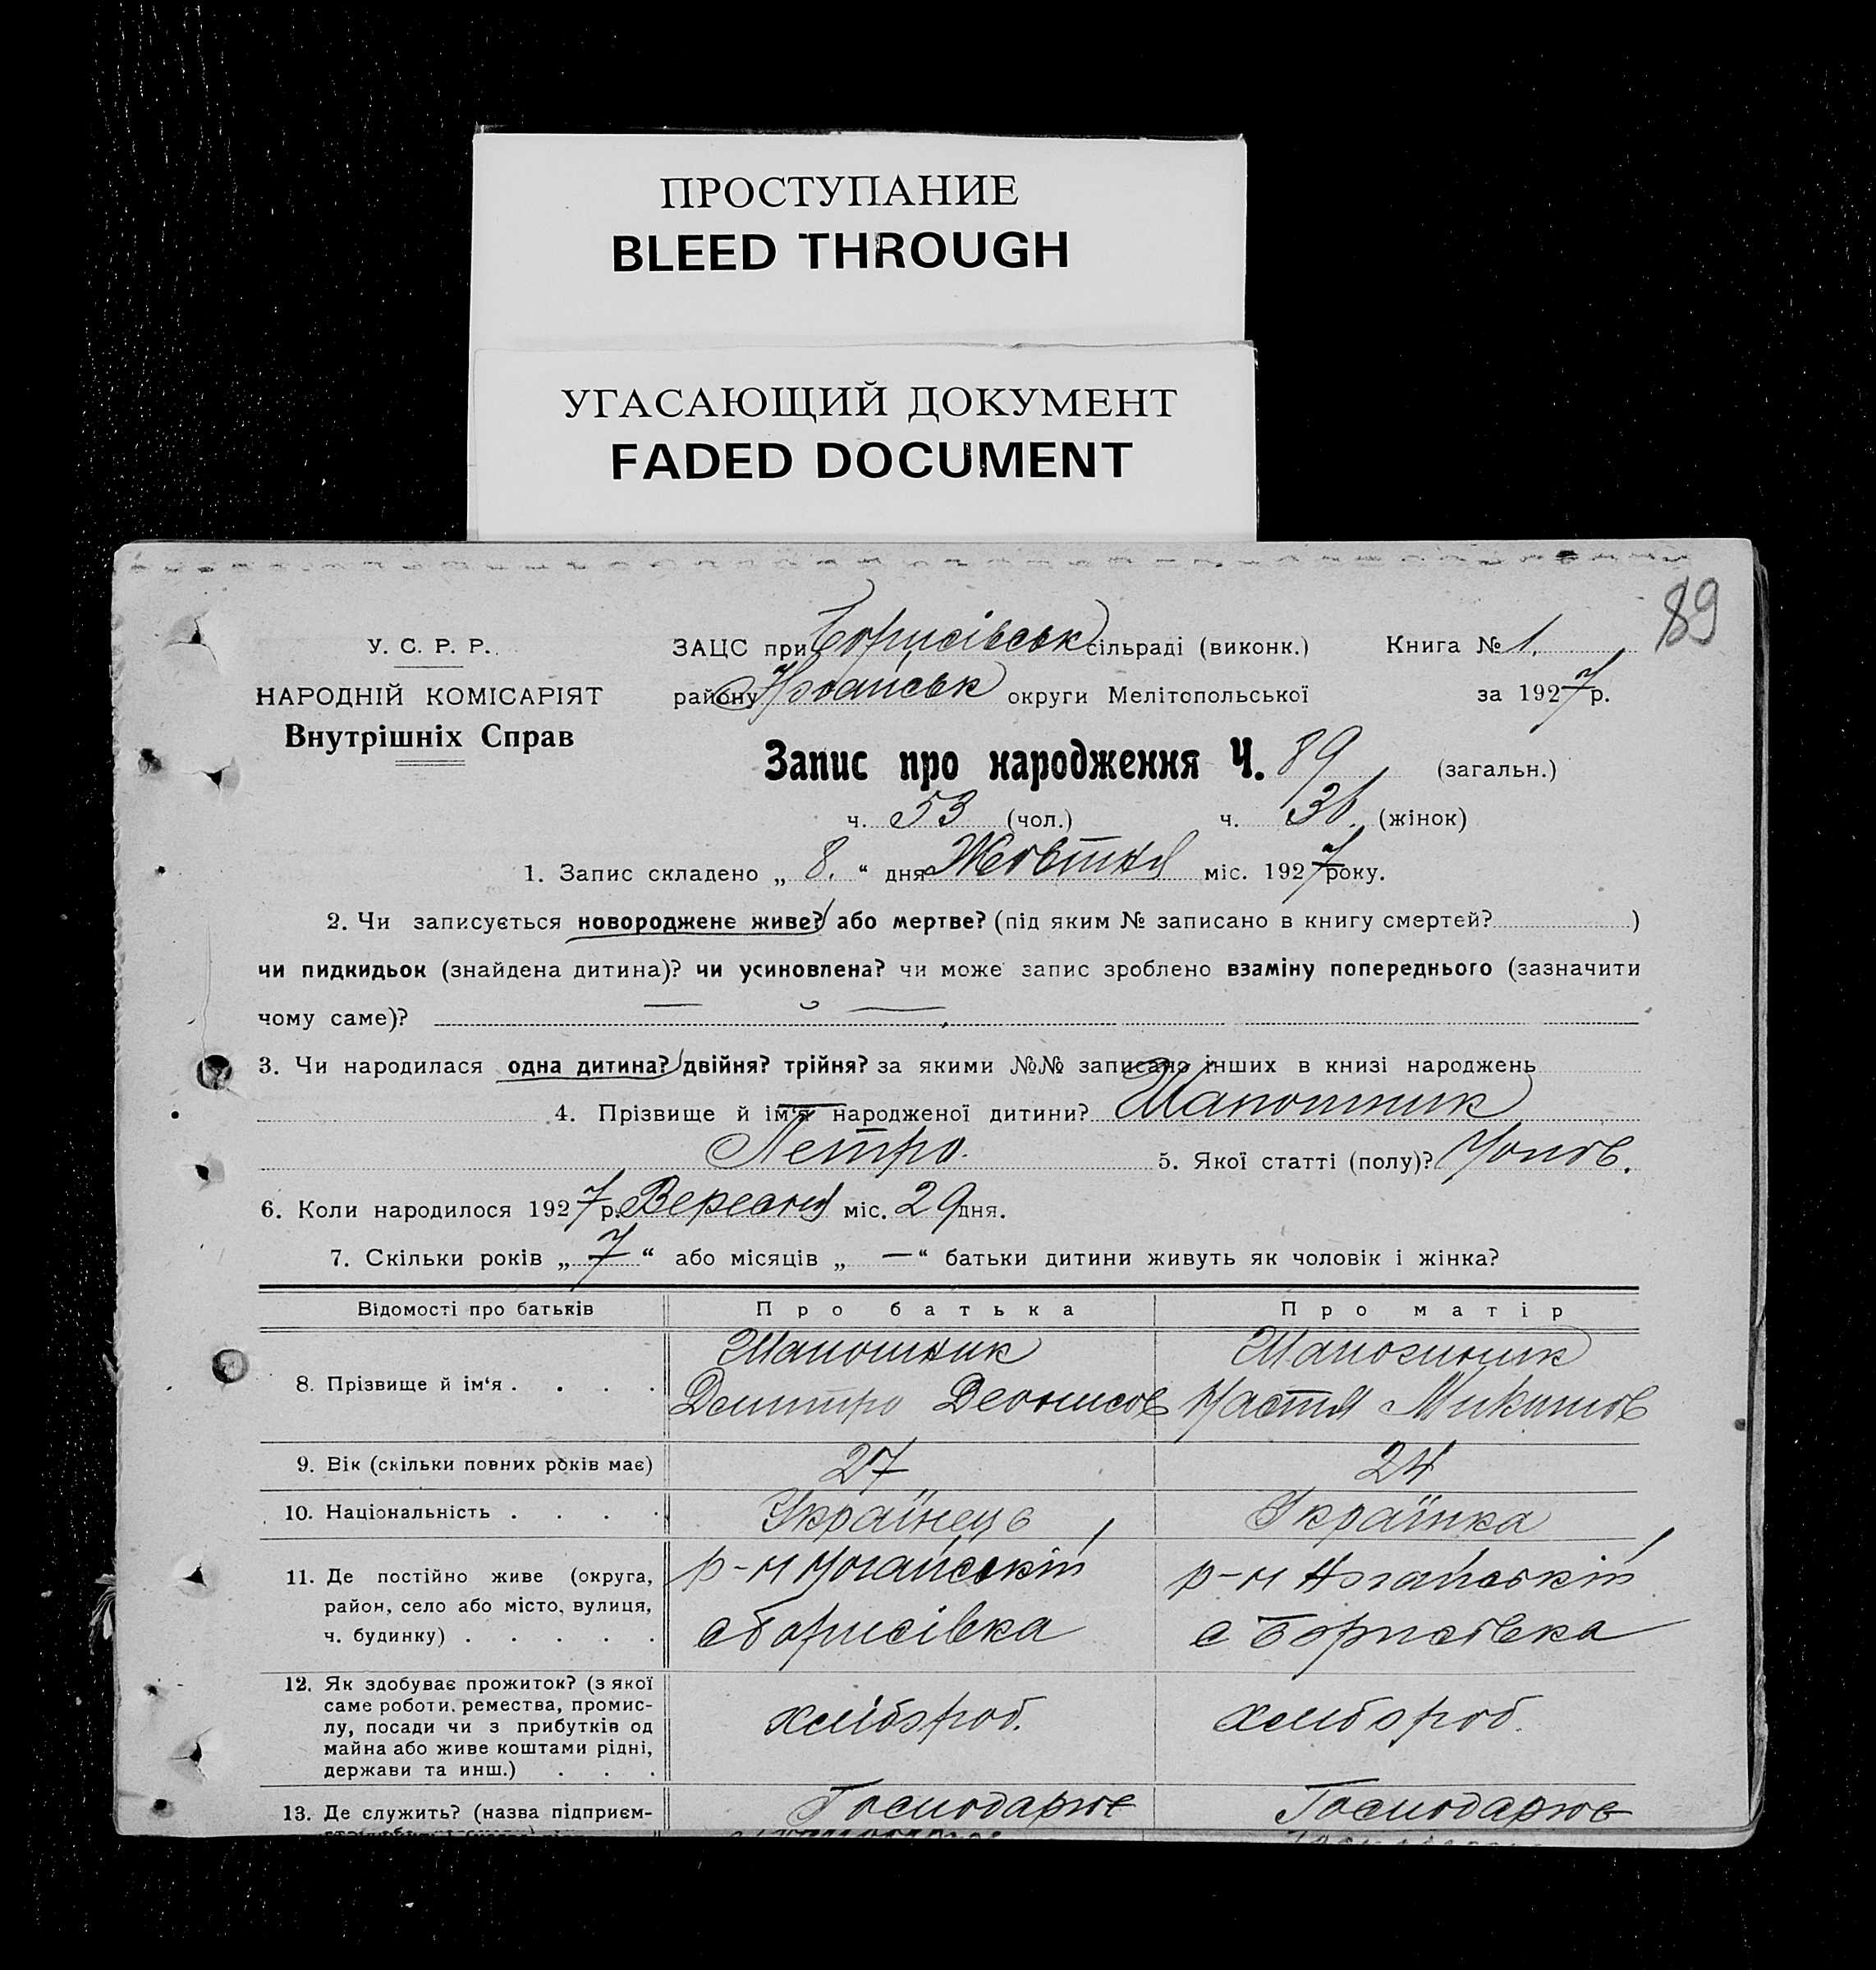 ПРОСТУПАНИЕ
BLEED THROUGH
УГАСАЮЩИЙ ДОКУМЕНТ
FADED DOCUMENT
89
У. С. Р. Р.
НАРОДНІЙ КОМІСАРІЯТ
Внутрішніх Справ
ЗАЦС при Борисівськ сільраді (виконк.) Книга № 1.
району Ногайськ округи Мелітопольської за 1927 р.
Запис про народження Ч. 89 (загальн.)
ч. 53 (чол.) ч. 36. (жінок)
1. Запис складено „ 8. “ дня Жовтня міс. 1927 року.
2. Чи записується новороджене живе? або мертве? (під яким № записано в книгу смертей? )
чи пидкидьок (знайдена дитина)? чи усиновлена? чи може запис зроблено взаміну попереднього (зазначити
чому саме)?
3. Чи народилася одна дитина? двійня? трійня? за якими №№ записано інших в книзі народжень
4. Прізвище й ім‘я народженої дитини? Шапошник
Петро. 5. Якої статті (полу)? Чолов.
6. Коли народилося 1927 р. Вересня міс. 29 дня.
7. Скільки років „ 7 “ або місяців „ — “ батьки дитини живуть як чоловік і жінка?
Відомості про батьків Про батька Про матір
8. Прізвище й ім‘я . . . . Шапошник
Дмитро Деонисов Настя Микитов
9. Вік (скільки повних років має) 27 24
10. Національність . . . . Українець Українка
11. Де постійно живе (округа,
район, село або місто, вулиця,
ч. будинку) . . . . .
р-н Ногайській р-н Ногайській
с Борисівка с Борисовка
12. Як здобуває прожиток? (з якої
саме роботи, ремества, промис-
лу, посади чи з прибутків од
майна або живе коштами рідні,
держави та инш.) . . .
хлібороб. хлибороб.
13. Де служить? (назва підприєм-
Господарює Господарює